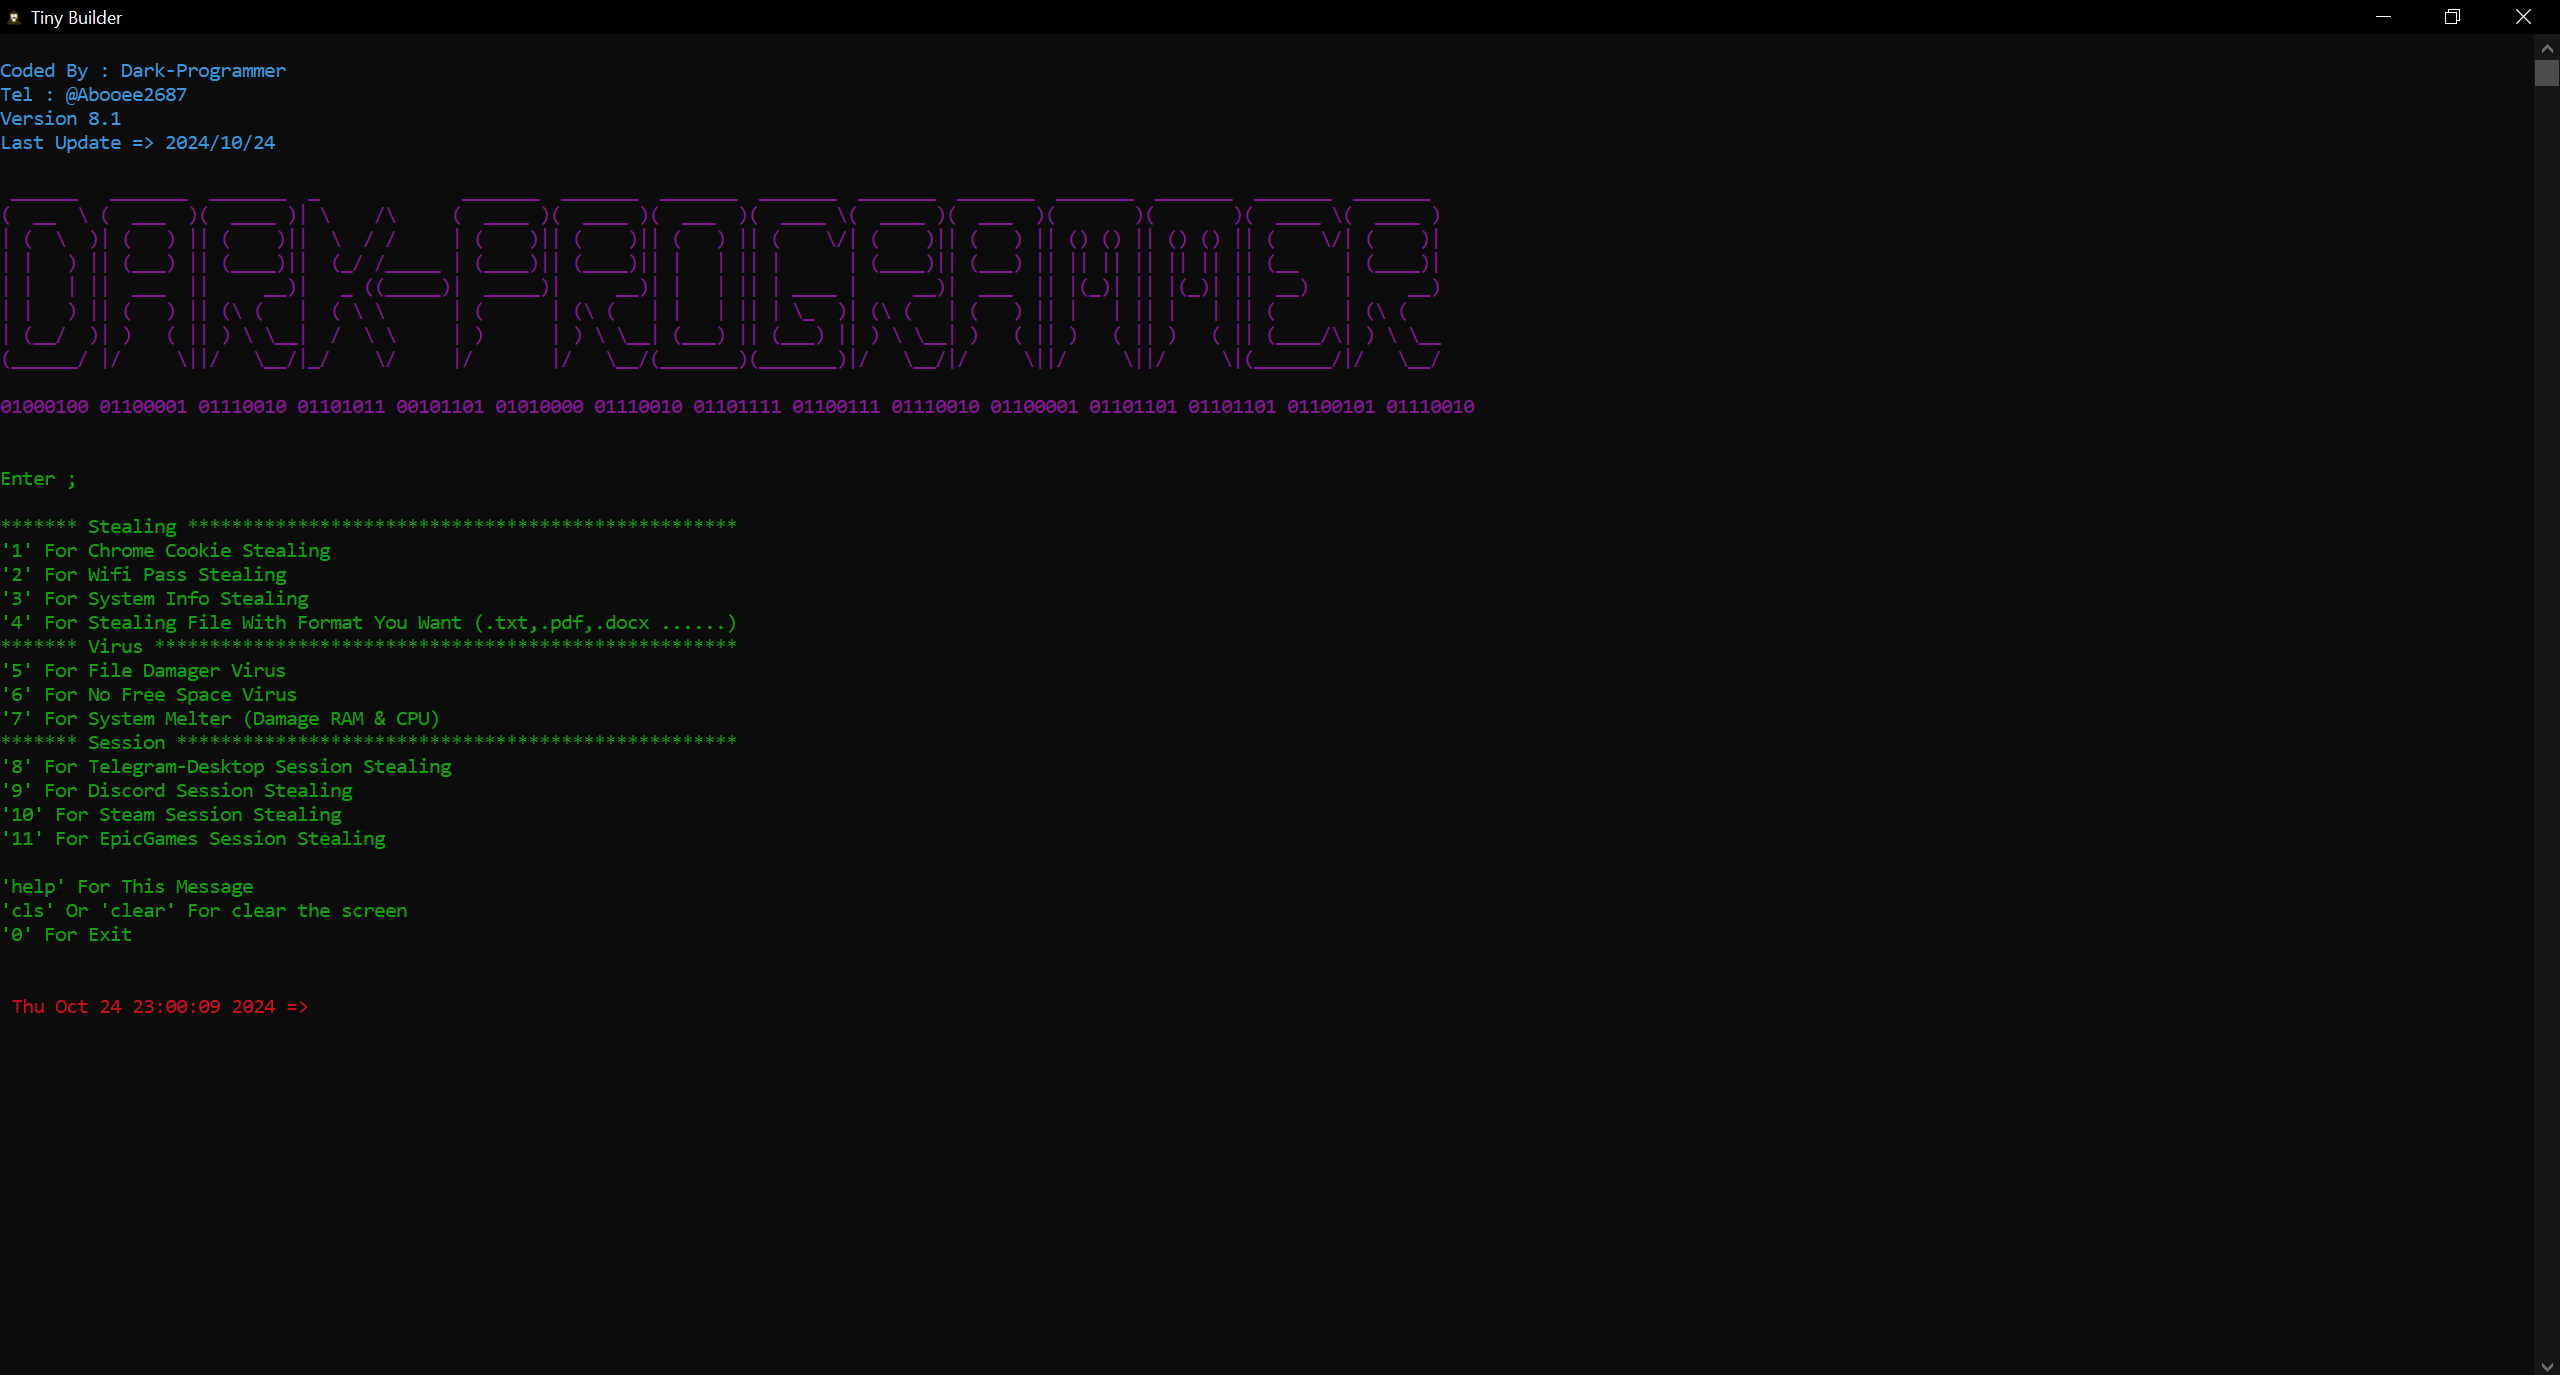 Tiny Builder
Coded By : Dark-Programmer
Tel : @Abooee2687
Version 8.1
Last Update => 2024/10/24
DARK-PROGRAMMER
01000100 01100001 01110010 01101011 00101101 01010000 01110010 01101111 01100111 01110010 01100001 01101101 01101101 01100101 01110010
Enter ;
******* Stealing **************************************************
'1' For Chrome Cookie Stealing
'2' For Wifi Pass Stealing
'3' For System Info Stealing
'4' For Stealing File With Format You Want (.txt,.pdf,.docx ......)
******* Virus *****************************************************
'5' For File Damager Virus
'6' For No Free Space Virus
'7' For System Melter (Damage RAM & CPU)
******* Session ***************************************************
'8' For Telegram-Desktop Session Stealing
'9' For Discord Session Stealing
'10' For Steam Session Stealing
'11' For EpicGames Session Stealing
'help' For This Message
'cls' Or 'clear' For clear the screen
'0' For Exit
Thu Oct 24 23:00:09 2024 =>